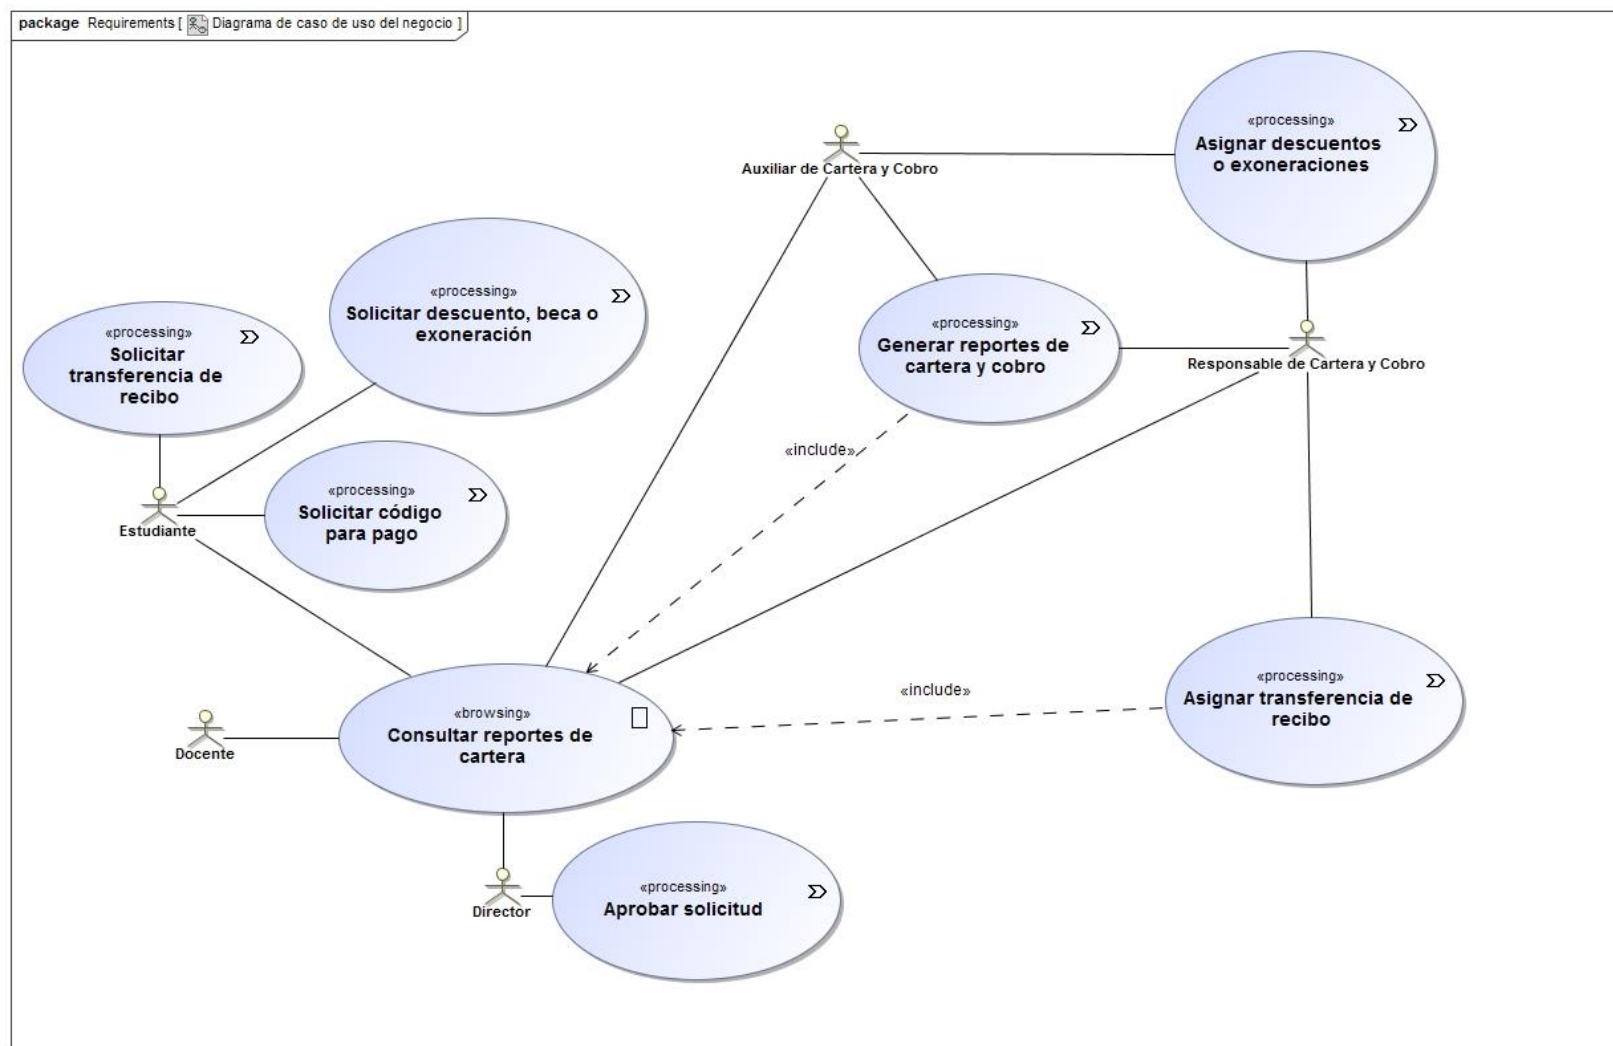 package Requirements [ Diagrama de caso de uso del negocio ]
«processing»
Asignar descuentos
o exoneraciones
Auxiliar de Cartera y Cobro
«processing»
Solicitar descuento, beca o
exoneración
«processing»
Solicitar
transferencia de
recibo
«processing»
Generar reportes de
cartera y cobro
Responsable de Cartera y Cobro
«include»
«processing»
Solicitar código
para pago
Estudiante
«include»
«processing»
Asignar transferencia de
recibo
«browsing»
Consultar reportes de
cartera
Docente
«processing»
Aprobar solicitud
Director